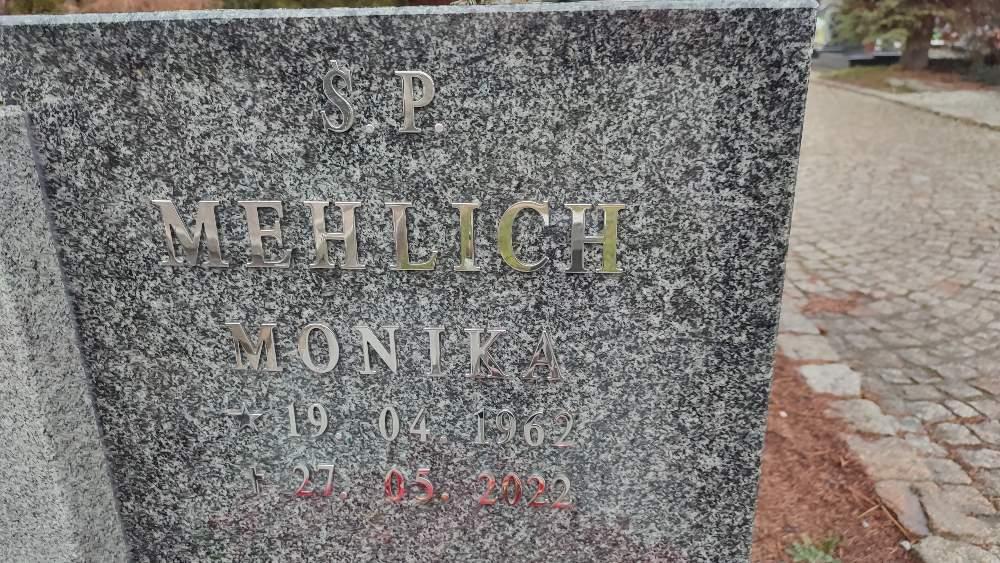 Ś. P.
MEHLICH
MONIKA
★ 19. 04. 1962
† 27. 05. 2022